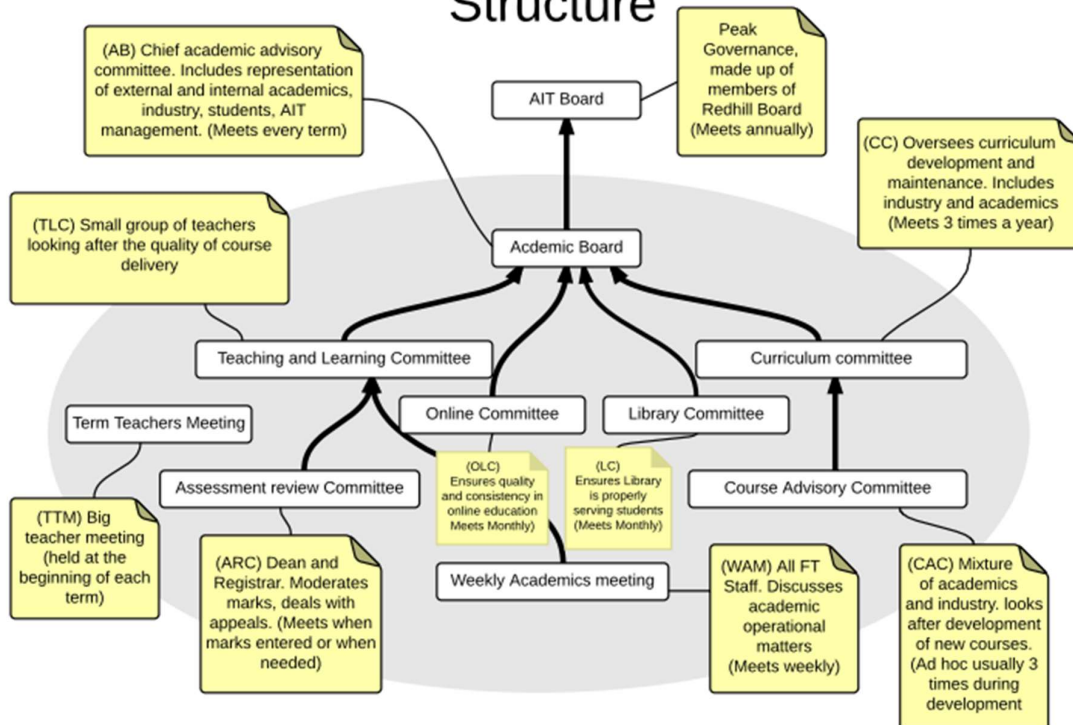 Structure
(AB) Chief academic advisory
committee. Includes representation
of external and internal academics,
industry, students, AIT
management. (Meets every term)
Peak
Governance,
made up of
members of
Redhill Board
(Meets annually)
AIT Board
(CC) Oversees curriculum
development and
maintenance. Includes
industry and academics
(Meets 3 times a year)
(TLC) Small group of teachers
looking after the quality of course
delivery
Acdemic Board
Teaching and Learning Committee
Curriculum committee
Term Teachers Meeting
Online Committee
Library Committee
Assessment review Committee
(OLC)
Ensures quality
and consistency in
online education
Meets Monthly)
(LC)
Ensures Library
is properly
serving students
(Meets Monthly)
Course Advisory Committee
(TTM) Big
teacher meeting
(held at the
beginning of each
term)
(ARC) Dean and
Registrar. Moderates
marks, deals with
appeals. (Meets when
marks entered or when
needed)
Weekly Academics meeting
(WAM) All FT
Staff. Discusses
academic
operational
matters
(Meets weekly)
(CAC) Mixture
of academics
and industry. looks
after development
of new courses.
(Ad hoc usually 3
times during
development